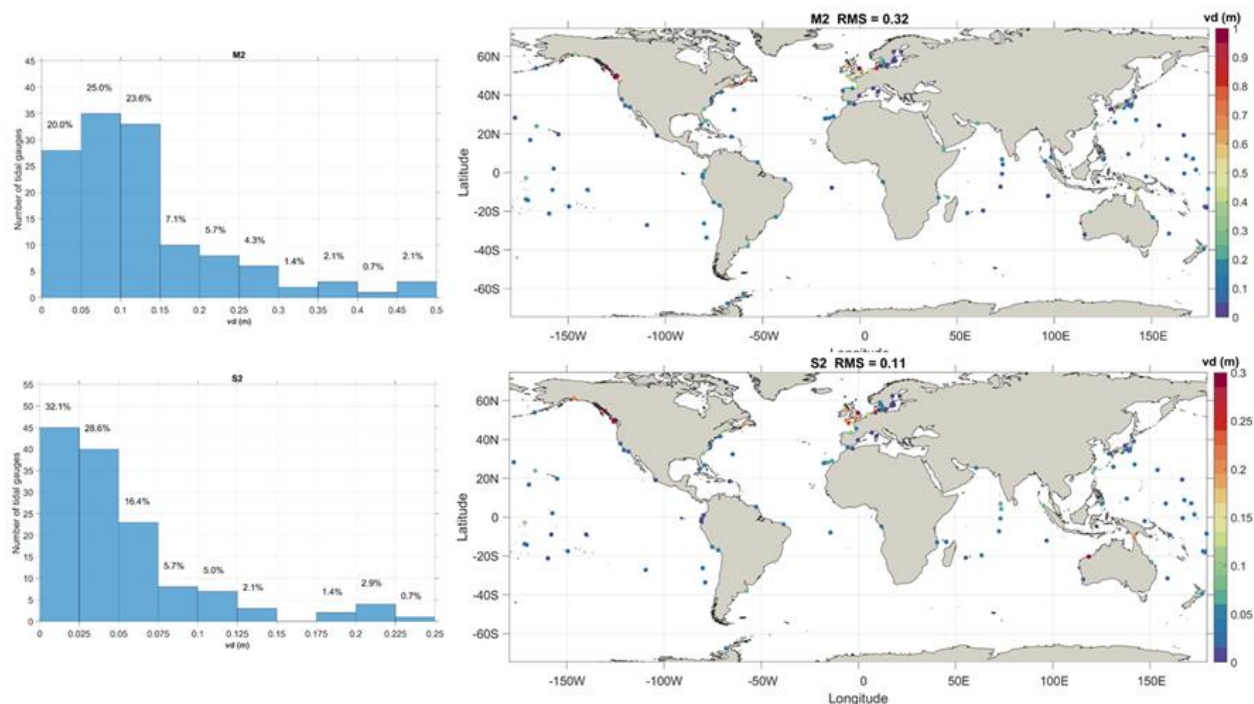 M2
Number of tidal gauges
45
40
35
30
25
20
15
10
5
0
20.0%
25.0%
23.6%
7.1%
5.7%
4.3%
1.4%
2.1%
0.7%
2.1%
0 0.05 0.1 0.15 0.2 0.25 0.3 0.35 0.4 0.45 0.5
vd (m)
M2 RMS = 0.32
vd (m)
Latitude
60N
40N
20N
0
20S
40S
60S
-150W -100W -50W 0 50E 100E 150E
Longitude
1
0.9
0.8
0.7
0.6
0.5
0.4
0.3
0.2
0.1
0
S2
Number of tidal gauges
55
50
45
40
35
30
25
20
15
10
5
0
32.1%
28.6%
16.4%
5.7%
5.0%
2.1%
1.4%
2.9%
0.7%
0 0.025 0.05 0.075 0.1 0.125 0.15 0.175 0.2 0.225 0.25
vd (m)
S2 RMS = 0.11
vd (m)
Latitude
60N
40N
20N
0
-20S
-40S
-60S
-150W -100W -50W 0 50E 100E 150E
Longitude
0.3
0.25
0.2
0.15
0.1
0.05
0